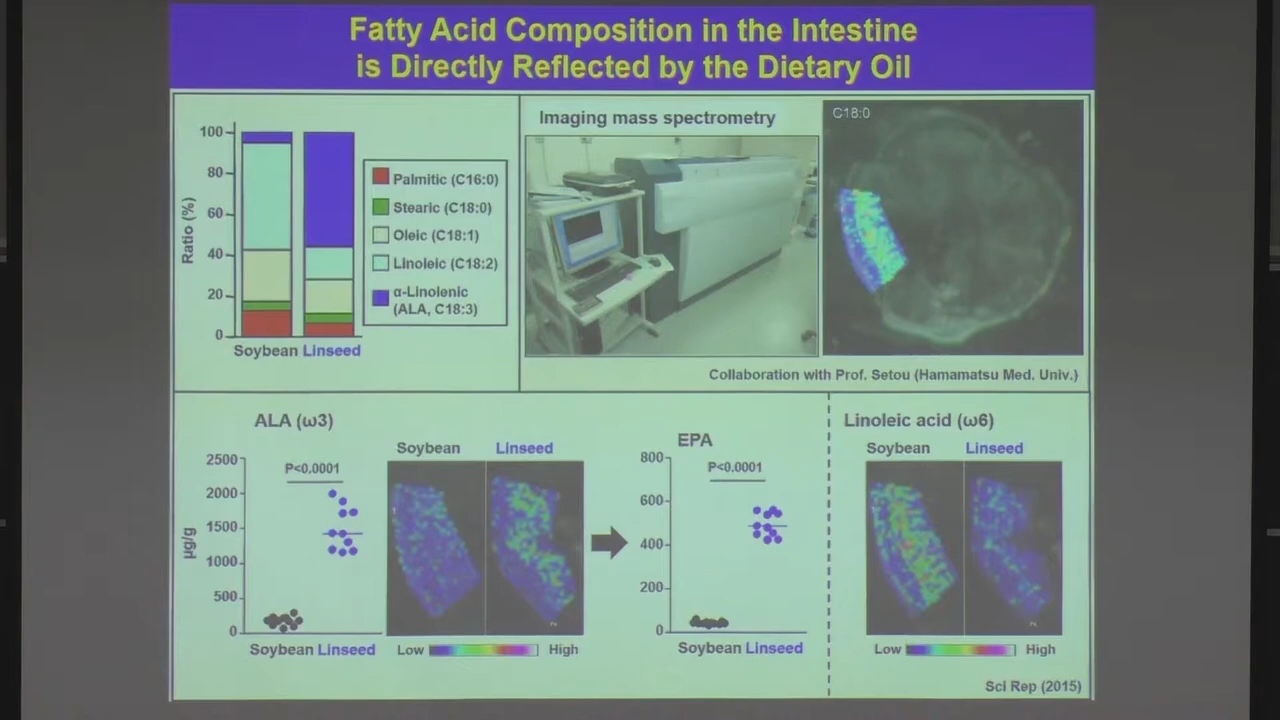 Fatty Acid Composition in the Intestine
is Directly Reflected by the Dietary Oil
100
80
60
40
20
0
Ratio (%)
Soybean Linseed
Palmitic (C16:0)
Stearic (C18:0)
Oleic (C18:1)
Linoleic (C18:2)
α-Linolenic
(ALA, C18:3)
Imaging mass spectrometry
C18:0
Collaboration with Prof. Setou (Hamamatsu Med. Univ.)
ALA (ω3)
2500
2000
1500
1000
500
0
µg/g
P<0.0001
Soybean Linseed
Soybean Linseed
Low High
EPA
800
600
400
200
0
P<0.0001
Soybean Linseed
Linoleic acid (ω6)
Soybean Linseed
Low High
Sci Rep (2015)